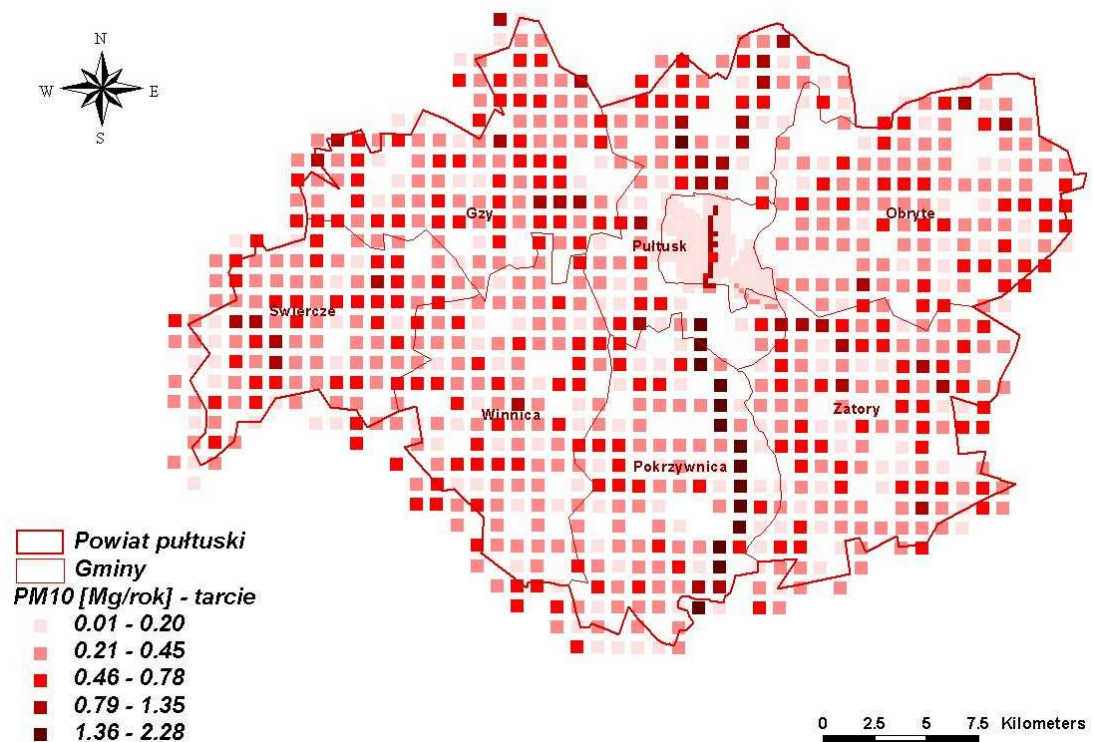 N
W E
S
Gzy
Obryte
Pułtusk
Świercze
Winnica
Zatory
Pokrzywnica
Powiat pułtuski
Gminy
PM10 [Mg/rok] - tarcie
0.01 - 0.20
0.21 - 0.45
0.46 - 0.78
0.79 - 1.35
1.36 - 2.28
0 2.5 5 7.5 Kilometers